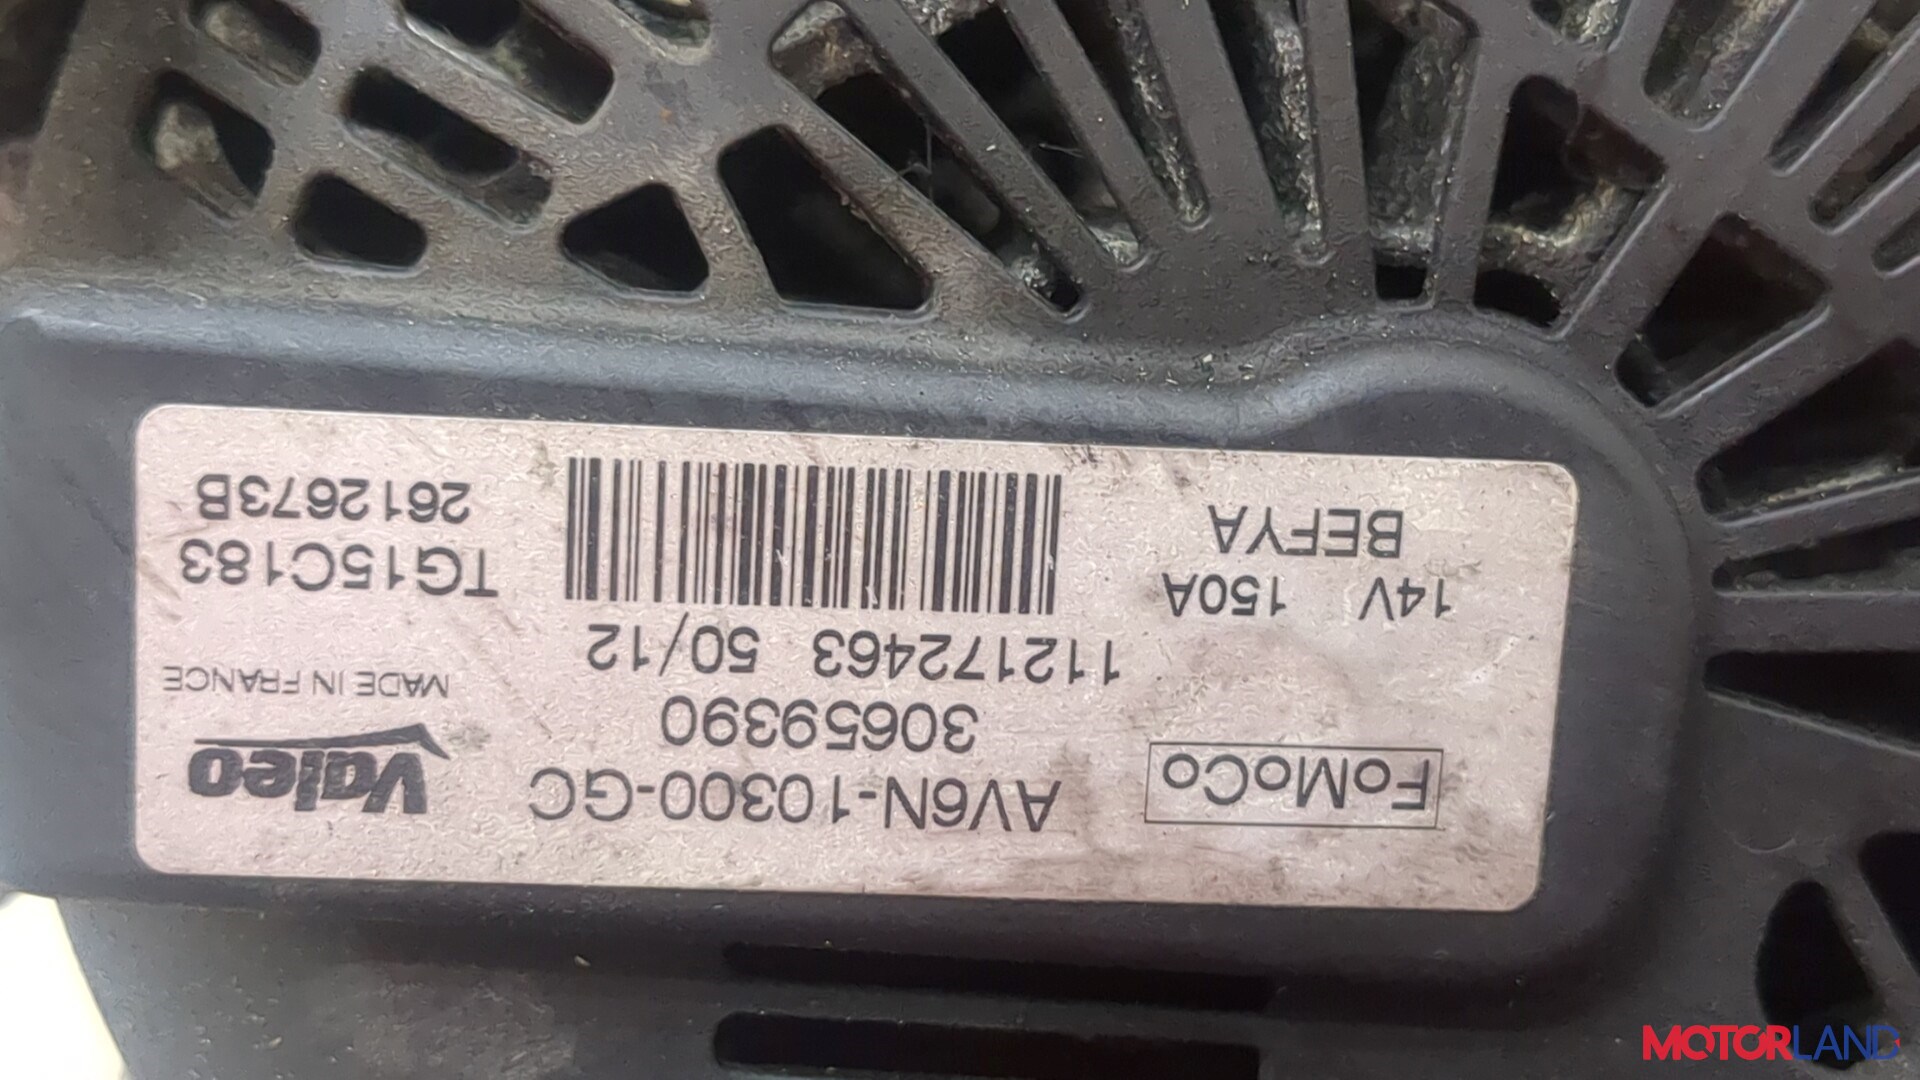 FoMoCo
AV6N-10300-GC
Valeo
30659390
MADE IN FRANCE
112172463 50/12
14V 150A
BEFYA
TG15C183
2612673B
MOTORLAND